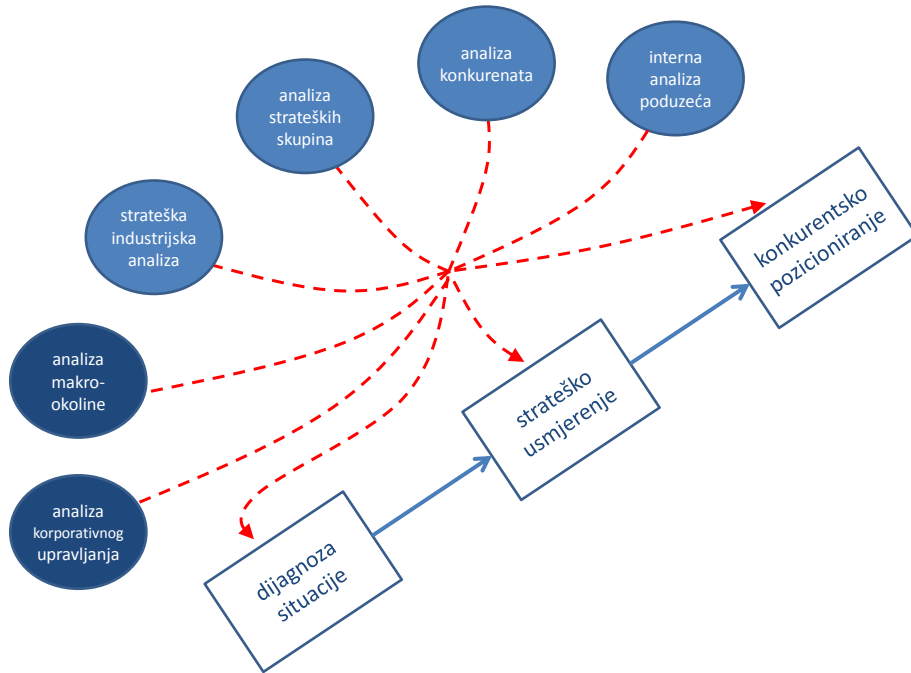 analiza
konkurenata
interna
analiza
poduzeća
analiza
strateških
skupina
strateška
industrijska
analiza
konkurentsko
pozicioniranje
analiza
makro-
okoline
strateško
usmjerenje
analiza
korporativnog
upravljanja
dijagnoza
situacije